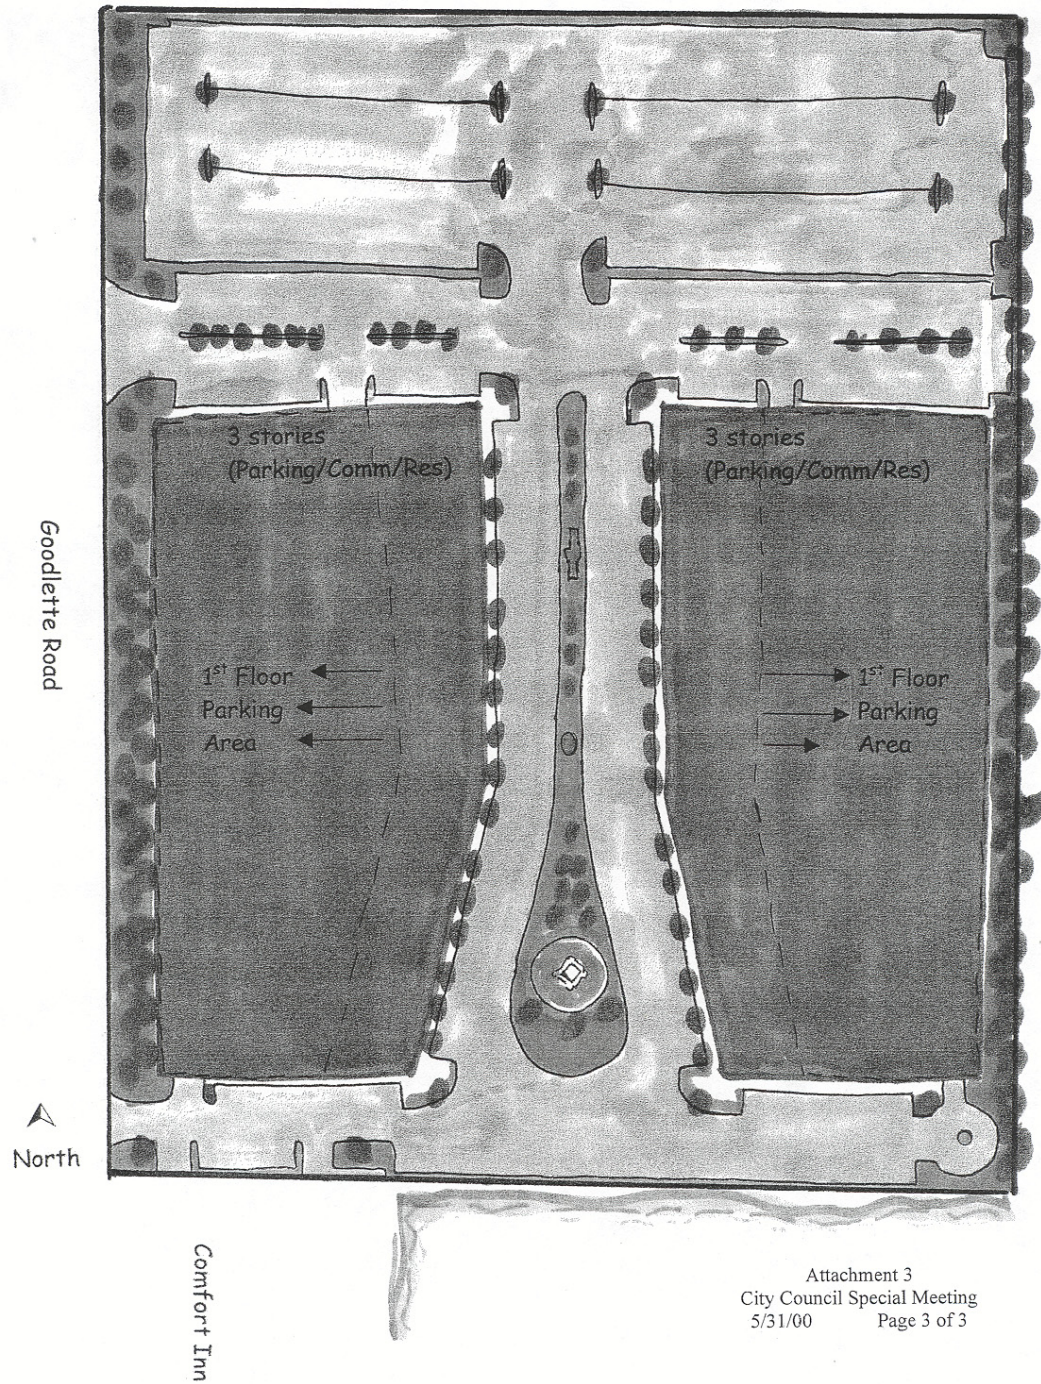 3 stories
(Parking/Comm/Res)
3 stories
(Parking/Comm/Res)
Goodlette Road
1st Floor
Parking
Area
1st Floor
Parking
Area
North
Comfort Inn
Attachment 3
City Council Special Meeting
5/31/00 Page 3 of 3